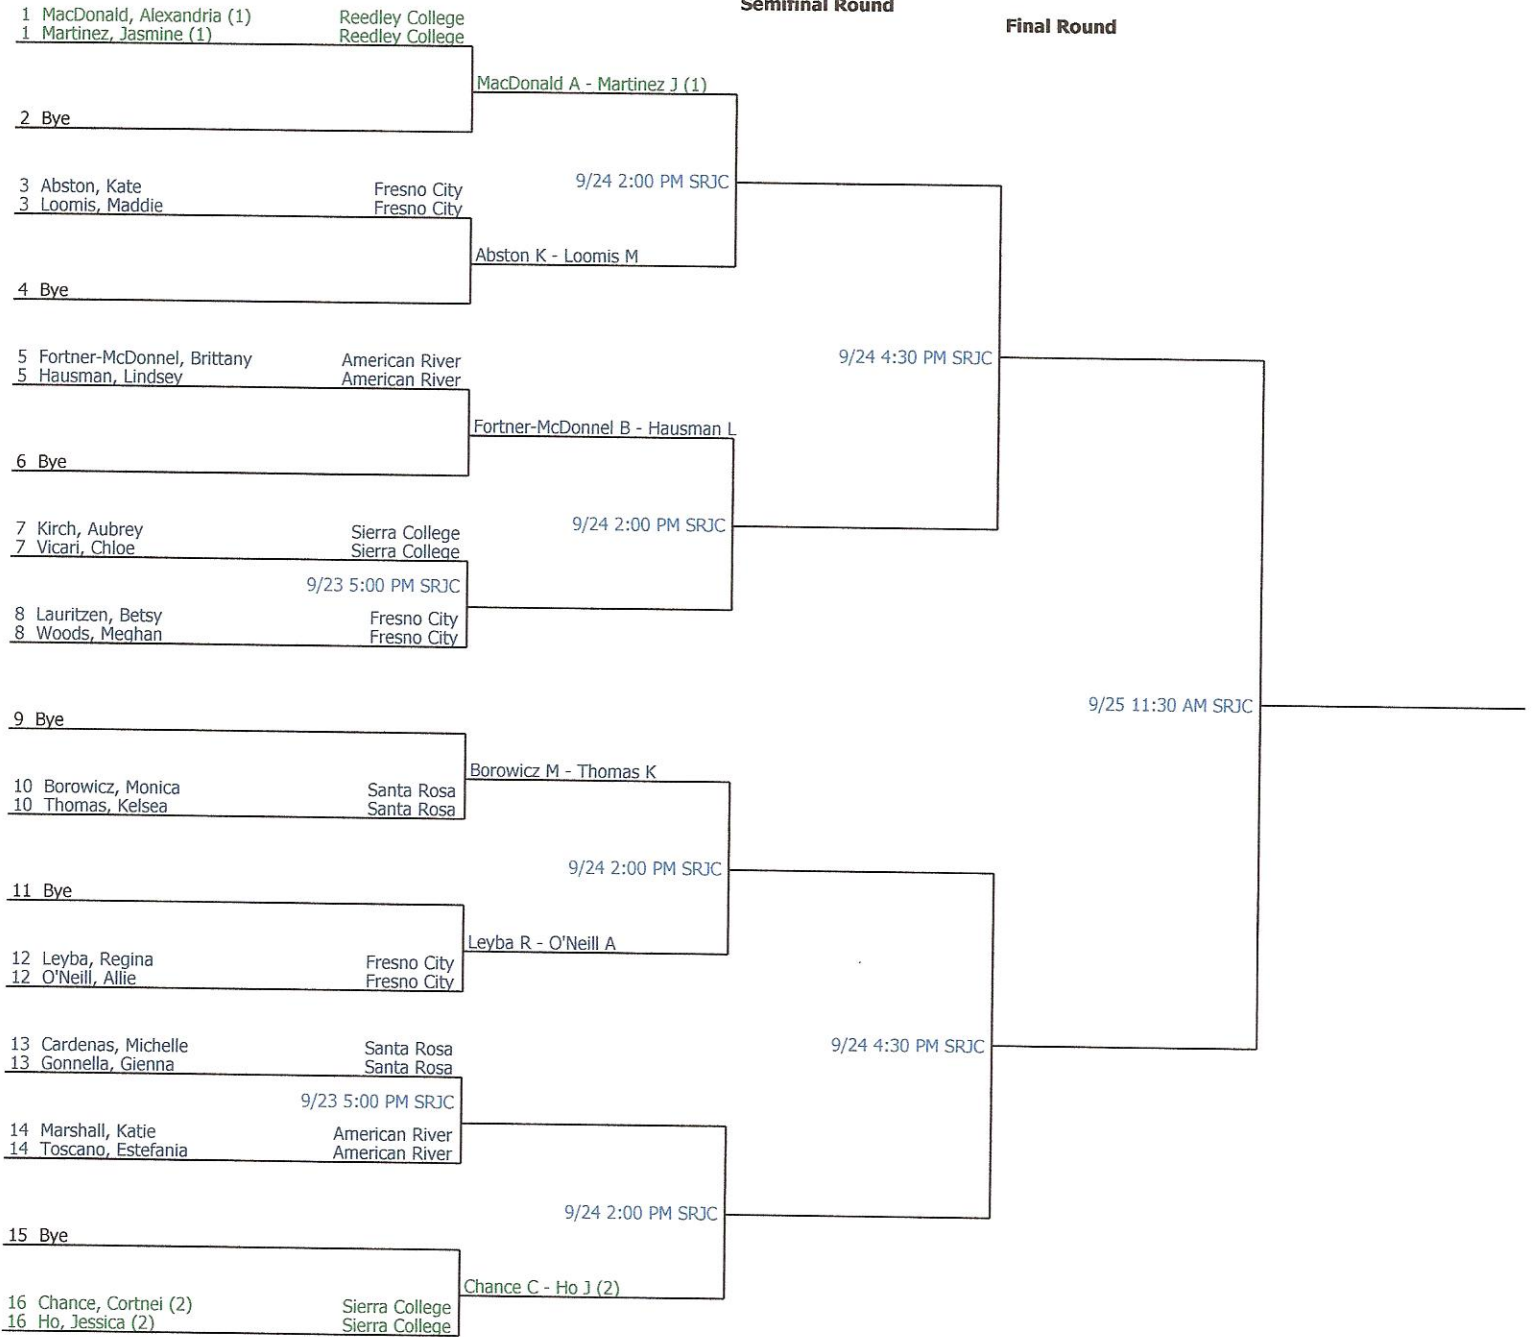 Semifinal Round
Final Round
1 MacDonald, Alexandria (1) Reedley College
1 Martinez, Jasmine (1) Reedley College
MacDonald A - Martinez J (1)
2 Bye
9/24 2:00 PM SRJC
3 Abston, Kate Fresno City
3 Loomis, Maddie Fresno City
Abston K - Loomis M
4 Bye
9/24 4:30 PM SRJC
5 Fortner-McDonnel, Brittany American River
5 Hausman, Lindsey American River
Fortner-McDonnel B - Hausman L
6 Bye
9/24 2:00 PM SRJC
7 Kirch, Aubrey Sierra College
7 Vicari, Chloe Sierra College
9/23 5:00 PM SRJC
8 Lauritzen, Betsy Fresno City
8 Woods, Meghan Fresno City
9/25 11:30 AM SRJC
9 Bye
Borowicz M - Thomas K
10 Borowicz, Monica Santa Rosa
10 Thomas, Kelsea Santa Rosa
9/24 2:00 PM SRJC
11 Bye
Leyba R - O'Neill A
12 Leyba, Regina Fresno City
12 O'Neill, Allie Fresno City
9/24 4:30 PM SRJC
13 Cardenas, Michelle Santa Rosa
13 Gonnella, Gienna Santa Rosa
9/23 5:00 PM SRJC
14 Marshall, Katie American River
14 Toscano, Estefania American River
9/24 2:00 PM SRJC
15 Bye
Chance C - Ho J (2)
16 Chance, Cortnei (2) Sierra College
16 Ho, Jessica (2) Sierra College